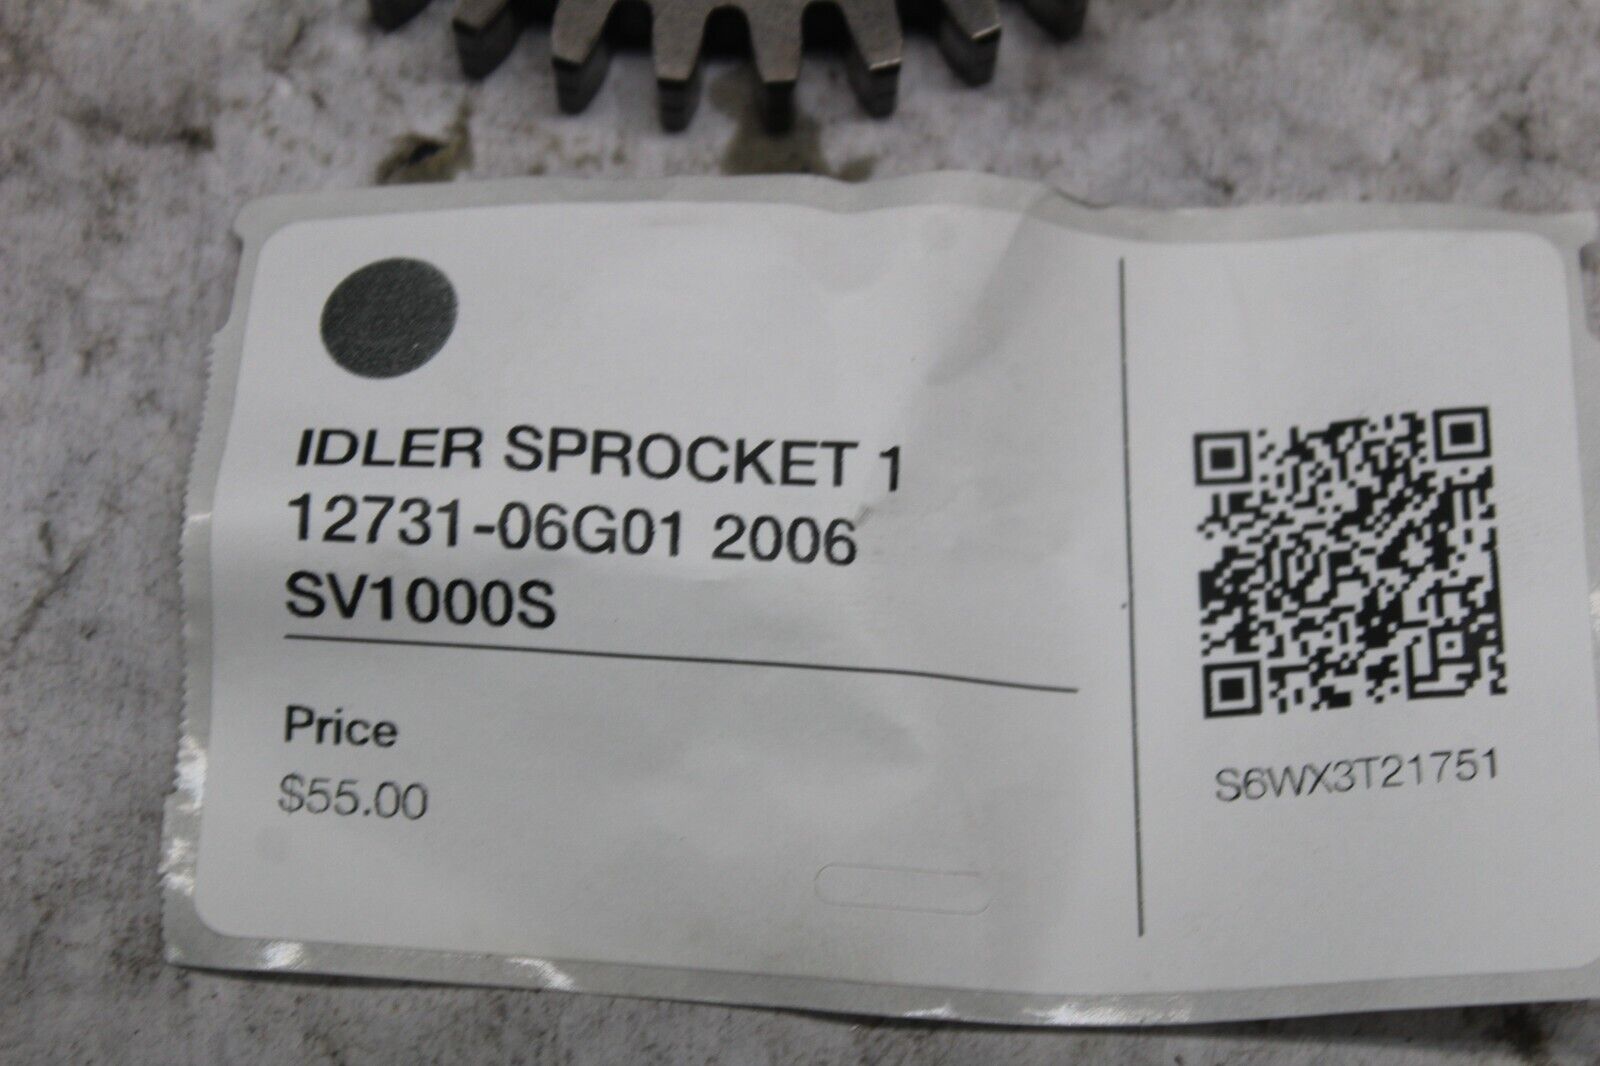 IDLER SPROCKET 1
12731-06G01 2006
SV1000S
Price
$55.00
S6WX3T21751